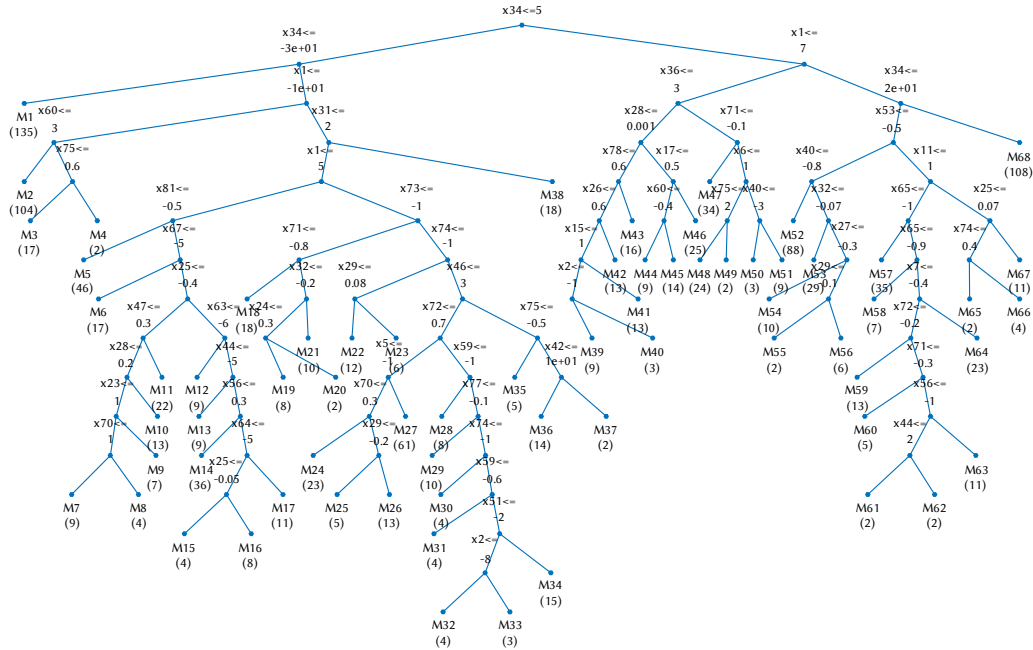 x34<=5
x34<=
-3e+01
x1<=
7
x1<=
-1e+01
x36<=
3
x34<=
2e+01
M1
(135)
x60<=
3
x31<=
2
x28<=
0.001
x71<=
-0.1
x53<=
-0.5
M68
(108)
M2
(104)
x75<=
0.6
x1<=
5
M38
(18)
x78<=
0.6
x17<=
0.5
M47
(34)
x6<=
1
x40<=
-0.8
x11<=
1
M3
(17)
M4
(2)
x81<=
-0.5
x73<=
-1
x26<=
0.6
M43
(16)
x60<=
-0.4
M46
(25)
x75<=
2
x40<=
-3
M52
(88)
x32<=
-0.07
x65<=
-1
x25<=
0.07
M5
(46)
x67<=
-5
x71<=
-0.8
x74<=
-1
x15<=
1
M42
(13)
M44
(9)
M45
(14)
M48
(24)
M49
(2)
M50
(3)
M51
(9)
M53
(29)
x27<=
-0.3
M57
(35)
x65<=
-0.9
x74<=
0.4
M67
(11)
M6
(17)
x25<=
-0.4
M18
(18)
x32<=
-0.2
x29<=
0.08
x46<=
3
x2<=
-1
M41
(13)
M54
(10)
x29<=
-0.1
M58
(7)
x7<=
-0.4
M65
(2)
M66
(4)
x47<=
0.3
x63<=
-6
x24<=
0.3
M21
(10)
M22
(12)
M23
(6)
x72<=
0.7
x75<=
-0.5
M39
(9)
M40
(3)
M55
(2)
M56
(6)
x72<=
-0.2
M64
(23)
x28<=
0.2
M11
(22)
M12
(9)
x44<=
-5
M19
(8)
M20
(2)
x5<=
-1
x59<=
-1
M35
(5)
x42<=
1e+01
M59
(13)
x71<=
-0.3
x23<=
1
M10
(13)
M13
(9)
x56<=
0.3
x70<=
0.3
M27
(61)
M28
(8)
x77<=
-0.1
M36
(14)
M37
(2)
M60
(5)
x56<=
-1
x70<=
1
M9
(7)
M14
(36)
x64<=
-5
M24
(23)
x29<=
-0.2
M29
(10)
x74<=
-1
x44<=
2
M63
(11)
M7
(9)
M8
(4)
x25<=
-0.05
M17
(11)
M25
(5)
M26
(13)
M30
(4)
x59<=
-0.6
M61
(2)
M62
(2)
M15
(4)
M16
(8)
M31
(4)
x51<=
-2
x2<=
-8
M34
(15)
M32
(4)
M33
(3)